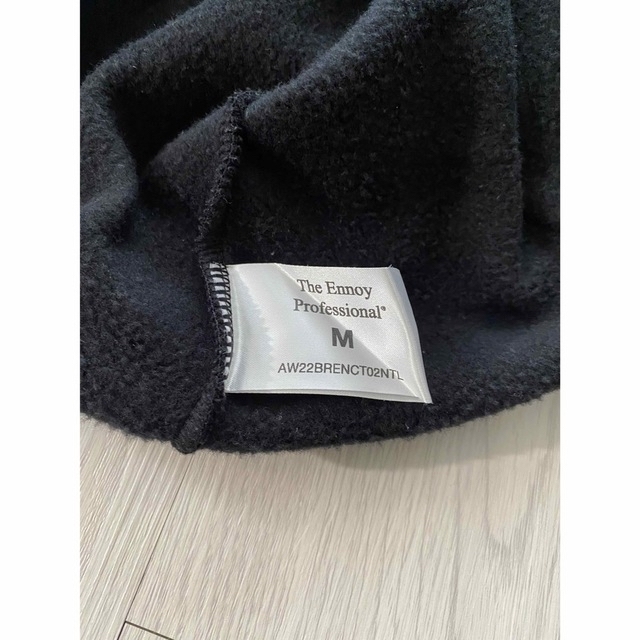 The Ennoy
Professional®
M
AW22BRENCT02NTL